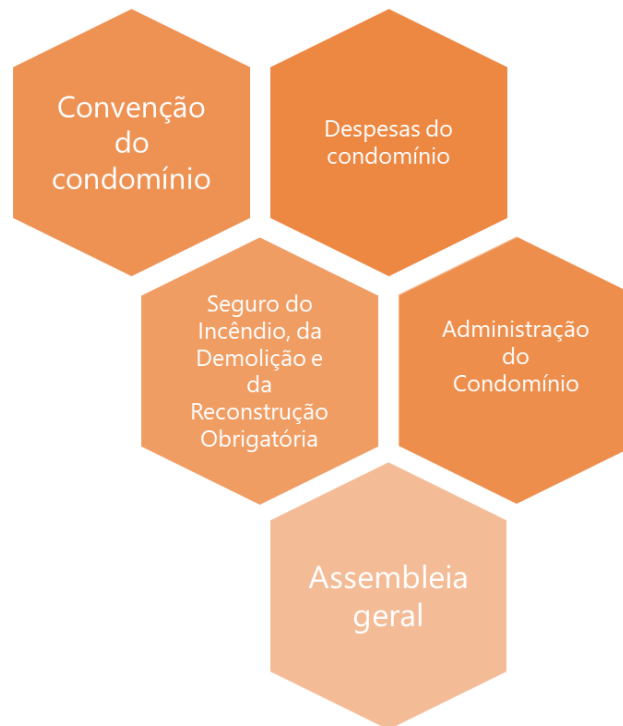 Convenção
do
condomínio
Despesas do
condomínio
Seguro do
Incêndio, da
Demolição e
da
Reconstrução
Obrigatória
Administração
do
Condomínio
Assembleia
geral